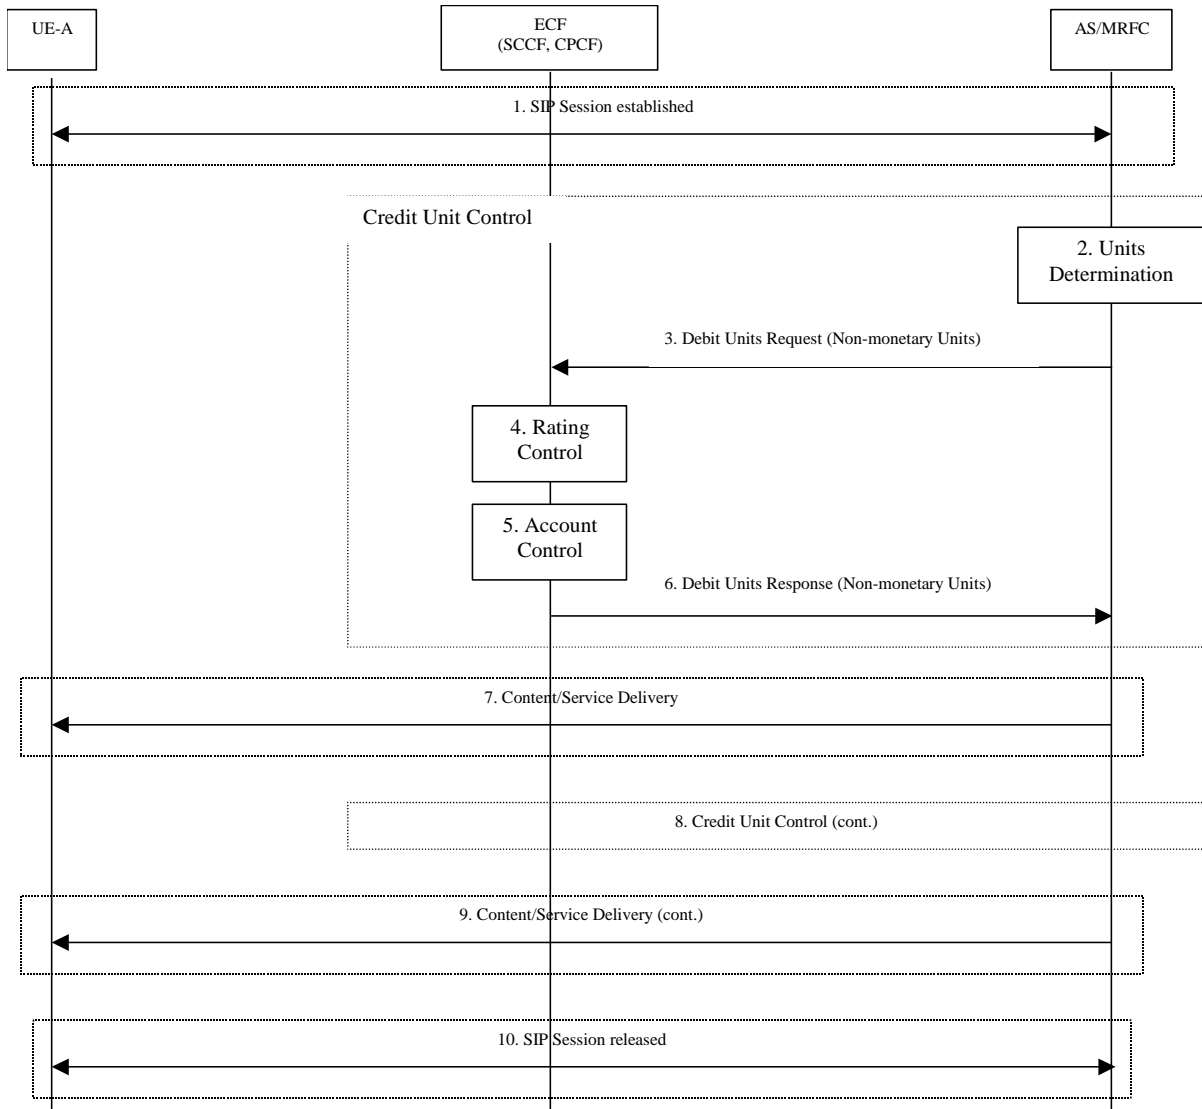 UE-A
ECF
(SCCF, CPCF)
AS/MRFC
1. SIP Session established
Credit Unit Control
2. Units
Determination
3. Debit Units Request (Non-monetary Units)
4. Rating
Control
5. Account
Control
6. Debit Units Response (Non-monetary Units)
7. Content/Service Delivery
8. Credit Unit Control (cont.)
9. Content/Service Delivery (cont.)
10. SIP Session released